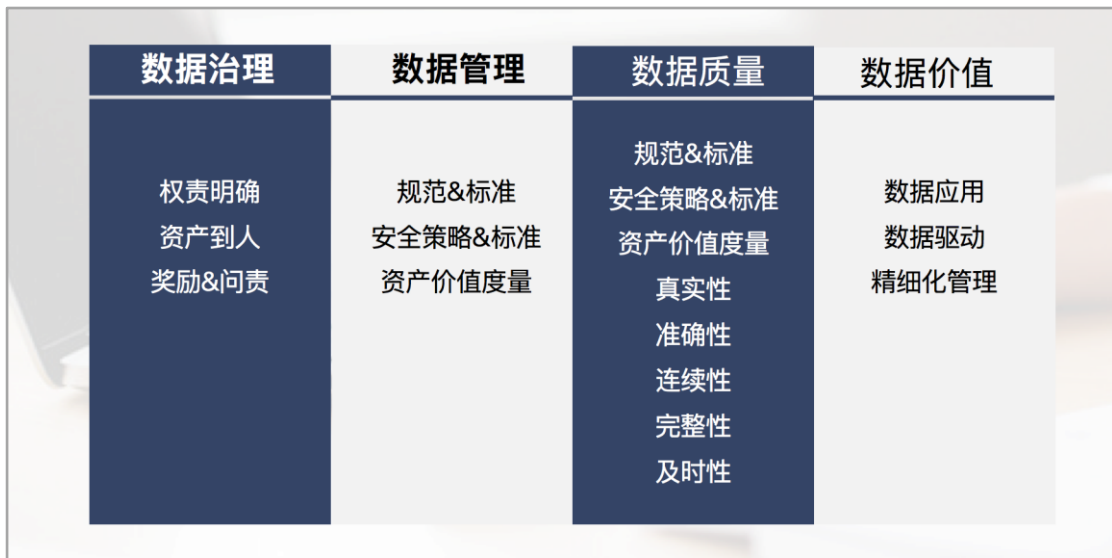 数据治理
权责明确
资产到人
奖励&问责
数据管理
规范&标准
安全策略&标准
资产价值度量
数据质量
规范&标准
安全策略&标准
资产价值度量
真实性
准确性
连续性
完整性
及时性
数据价值
数据应用
数据驱动
精细化管理